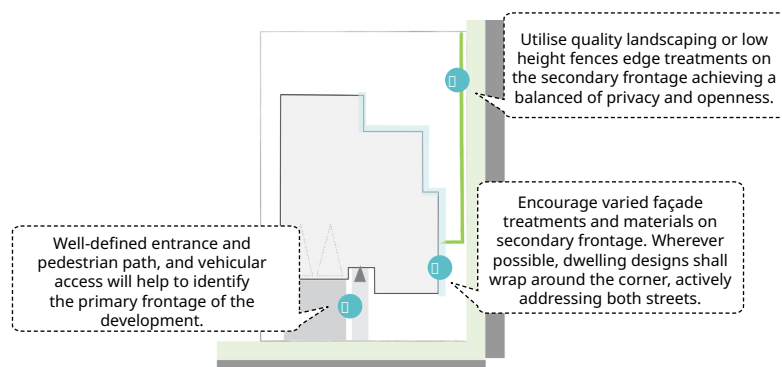 Utilise quality landscaping or low
height fences edge treatments on
the secondary frontage achieving a
balanced of privacy and openness.
Encourage varied façade
treatments and materials on
secondary frontage. Wherever
possible, dwelling designs shall
wrap around the corner, actively
addressing both streets.
Well-defined entrance and
pedestrian path, and vehicular
access will help to identify
the primary frontage of the
development.